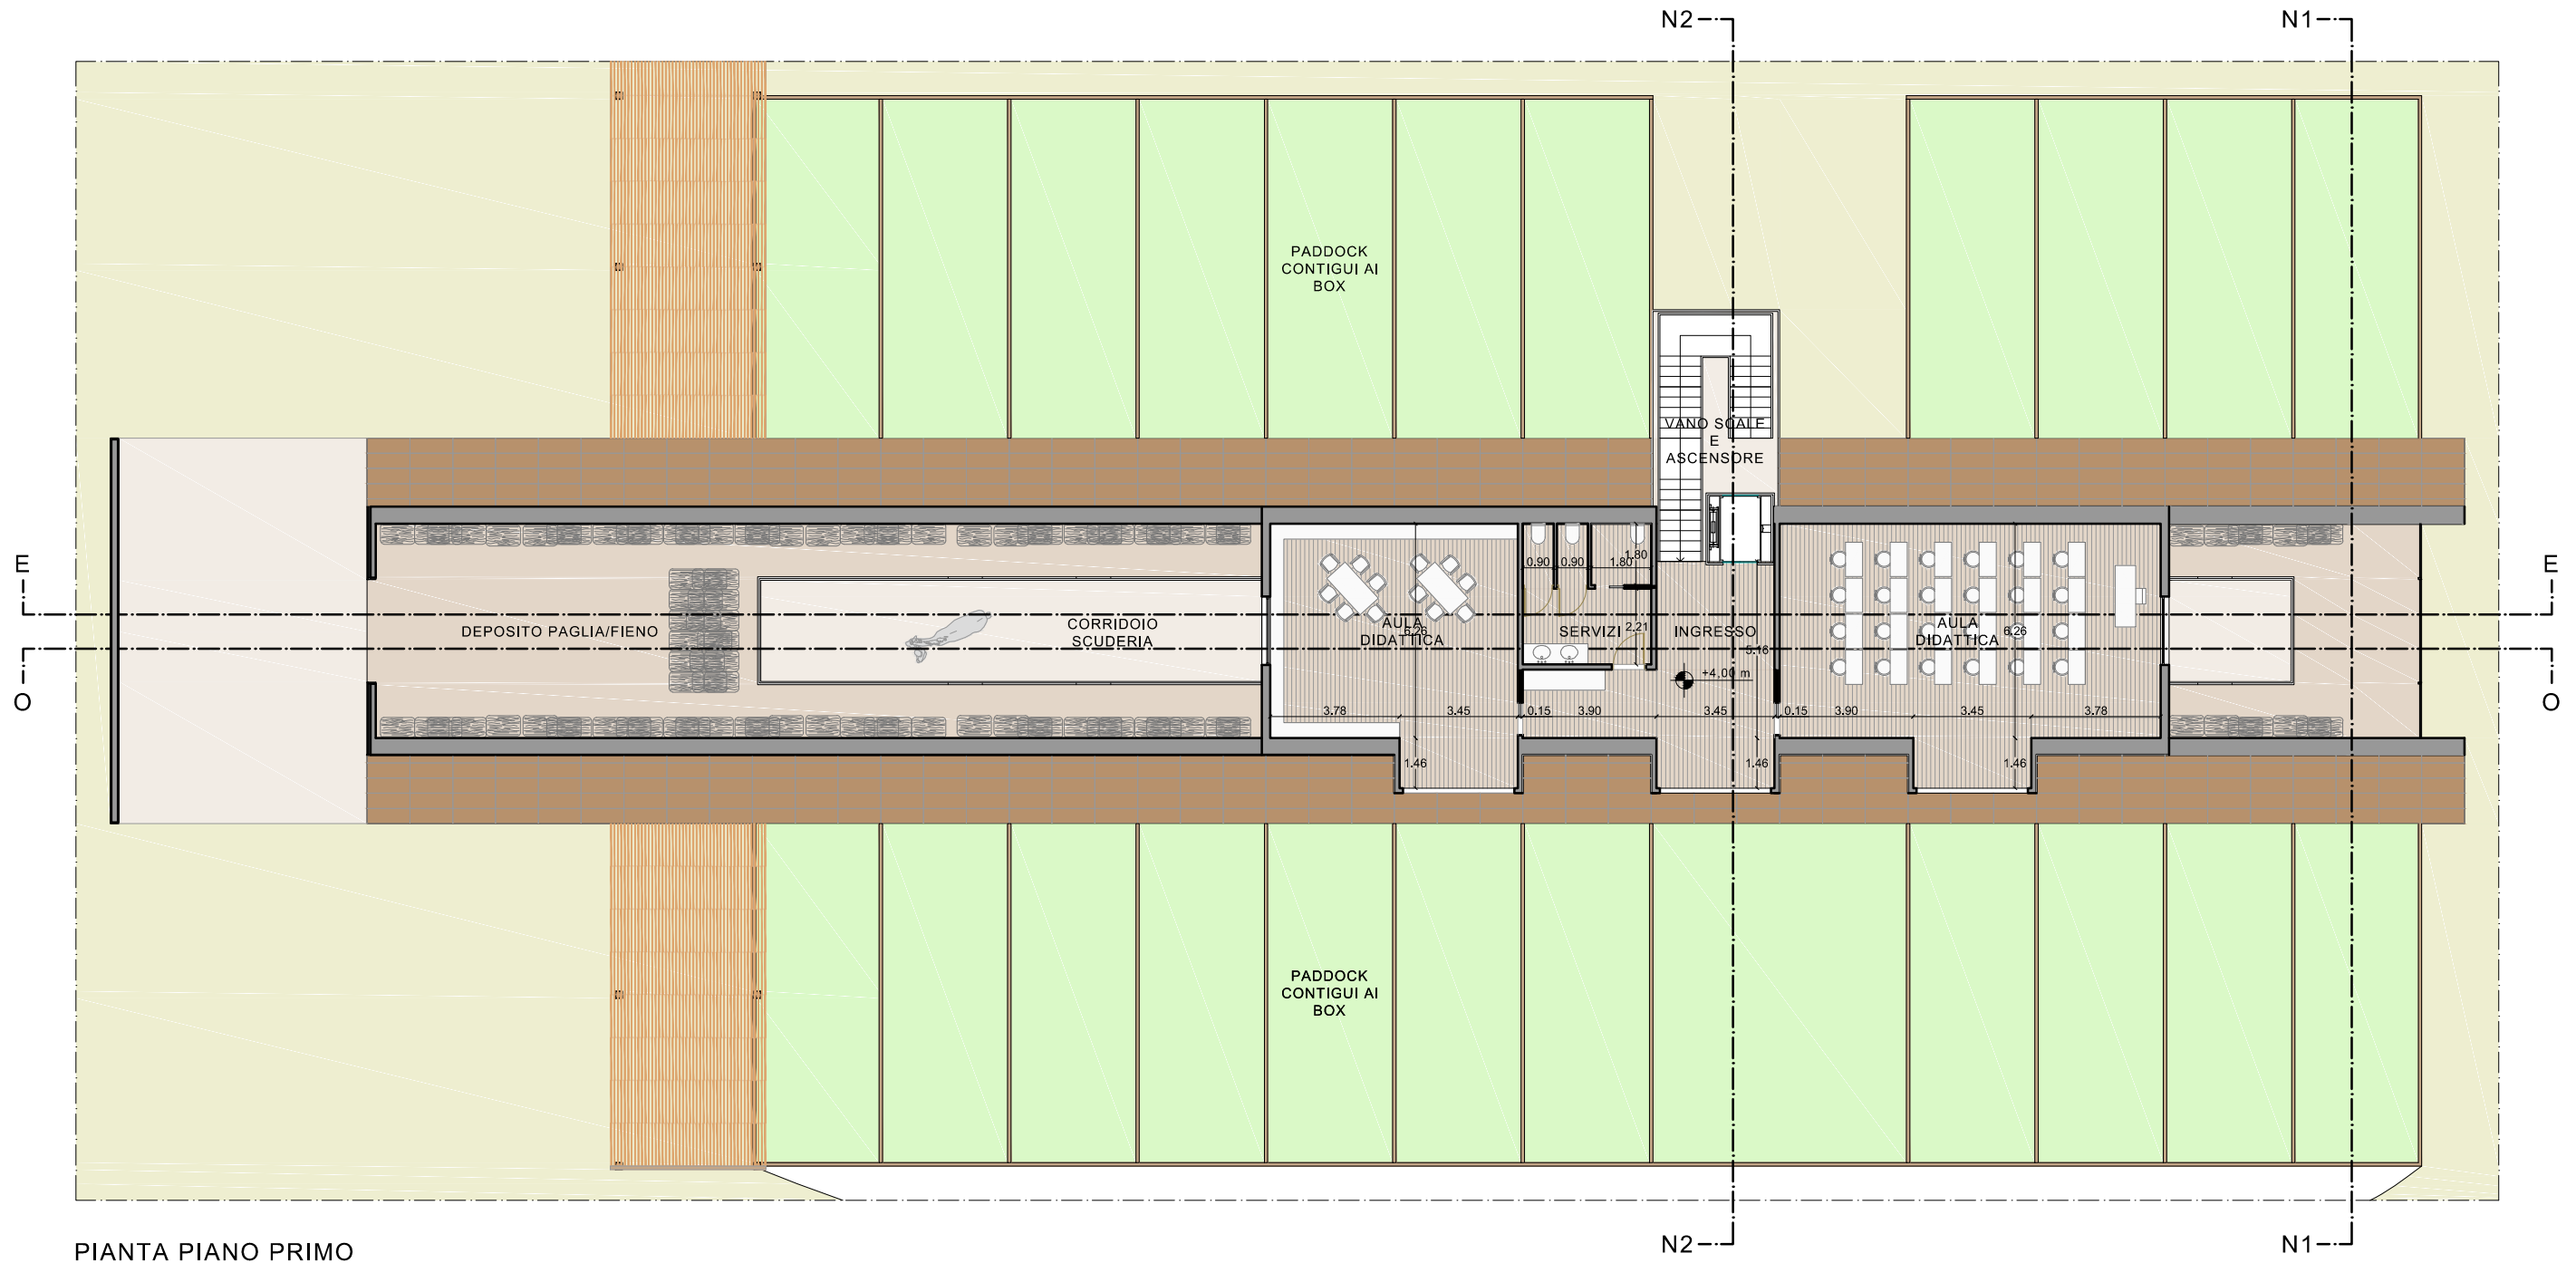 N2
N1
PADDOCK
CONTIGUI AI
BOX
VANO SCALE
E
ASCENSORE
E
E
0.90
0.90
1.80
1.80
DEPOSITO PAGLIA/FIENO
CORRIDOIO
SCUDERIA
AULA
DIDATTICA
6.26
SERVIZI
2.21
INGRESSO
5.16
AULA
DIDATTICA
6.26
+4,00 m
O
O
3.78
3.45
0.15
3.90
3.45
0.15
3.90
3.45
3.78
1.46
1.46
1.46
PADDOCK
CONTIGUI AI
BOX
N2
N1
PIANTA PIANO PRIMO